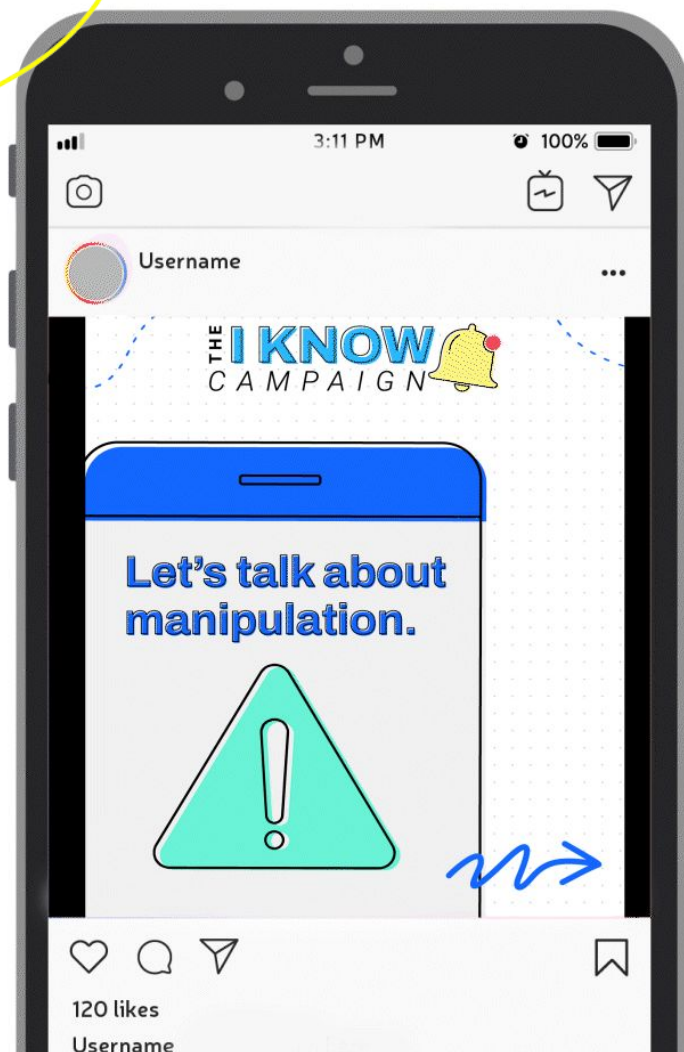 3:11 PM
100%
Username
THE I KNOW
CAMPAIGN
Let's talk about
manipulation.
120 likes
Username